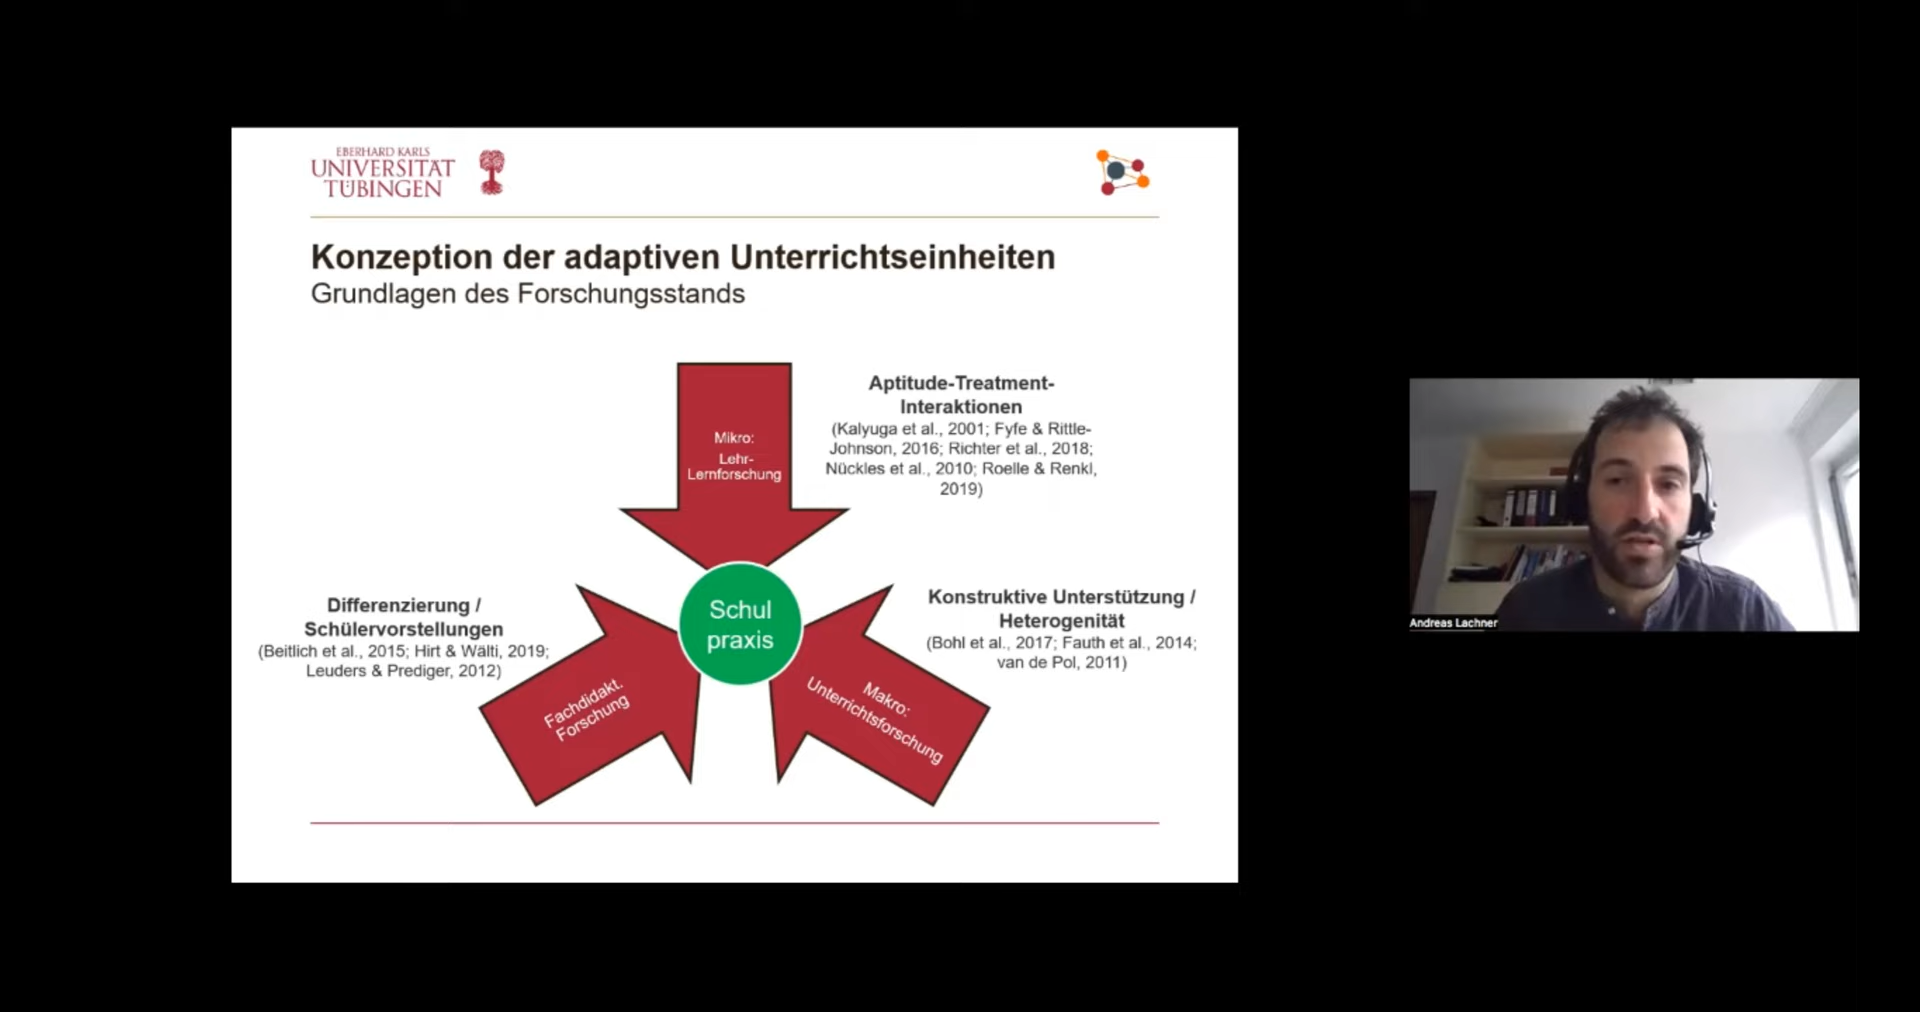 EBERHARD KARLS
UNIVERSITÄT
TÜBINGEN
Konzeption der adaptiven Unterrichtseinheiten
Grundlagen des Forschungsstands
Mikro:
Lehr-
Lernforschung
Aptitude-Treatment-
Interaktionen
(Kalyuga et al., 2001; Fyfe & Rittle-
Johnson, 2016; Richter et al., 2018;
Nückles et al., 2010; Roelle & Renkl,
2019)
Differenzierung /
Schülervorstellungen
(Beitlich et al., 2015; Hirt & Wälti, 2019;
Leuders & Prediger, 2012)
Fachdidakt.
Forschung
Schul
praxis
Konstruktive Unterstützung /
Heterogenität
(Bohl et al., 2017; Fauth et al., 2014;
van de Pol, 2011)
Makro:
Unterrichtsforschung
Andreas Lachner